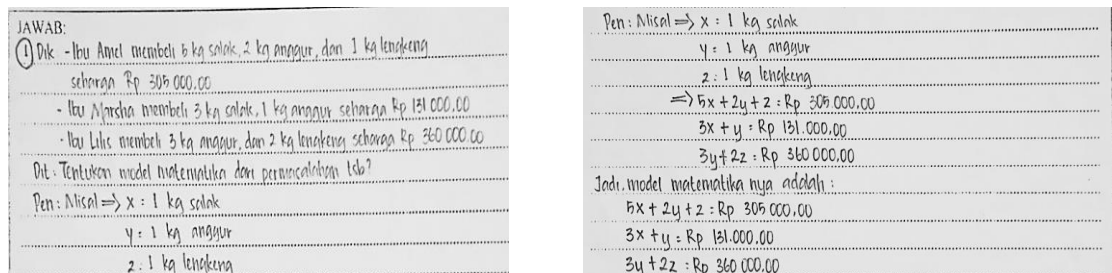 JAWAB:
① Dik - Ibu Amel membeli 5 kg salak, 2 kg anggur, dan 1 kg lengkeng
seharga Rp 305 000.00
- Ibu Marsha membeli 3 kg salak, 1 kg anggur seharga Rp 131 000,00
- Ibu Lilis membeli 3 kg anggur, dan 2 kg lengkeng seharga Rp 360 000.00
Dit : Tentukan model matematika dari permasalahan tsb?
Pen : Misal => x : 1 kg salak
y = 1 kg anggur
z : 1 kg lengkeng
Pen : Misal => x : 1 kg salak
y = 1 kg anggur
z : 1 kg lengkeng
=> 5x + 2y + z : Rp 305 000.00
3x + y : Rp 131.000,00
3y + 2z : Rp 360 000.00
Jadi, model matematika nya adalah :
5x + 2y + z : Rp 305 000,00
3x + y = Rp 131.000.00
3y + 2z : Rp 360 000.00